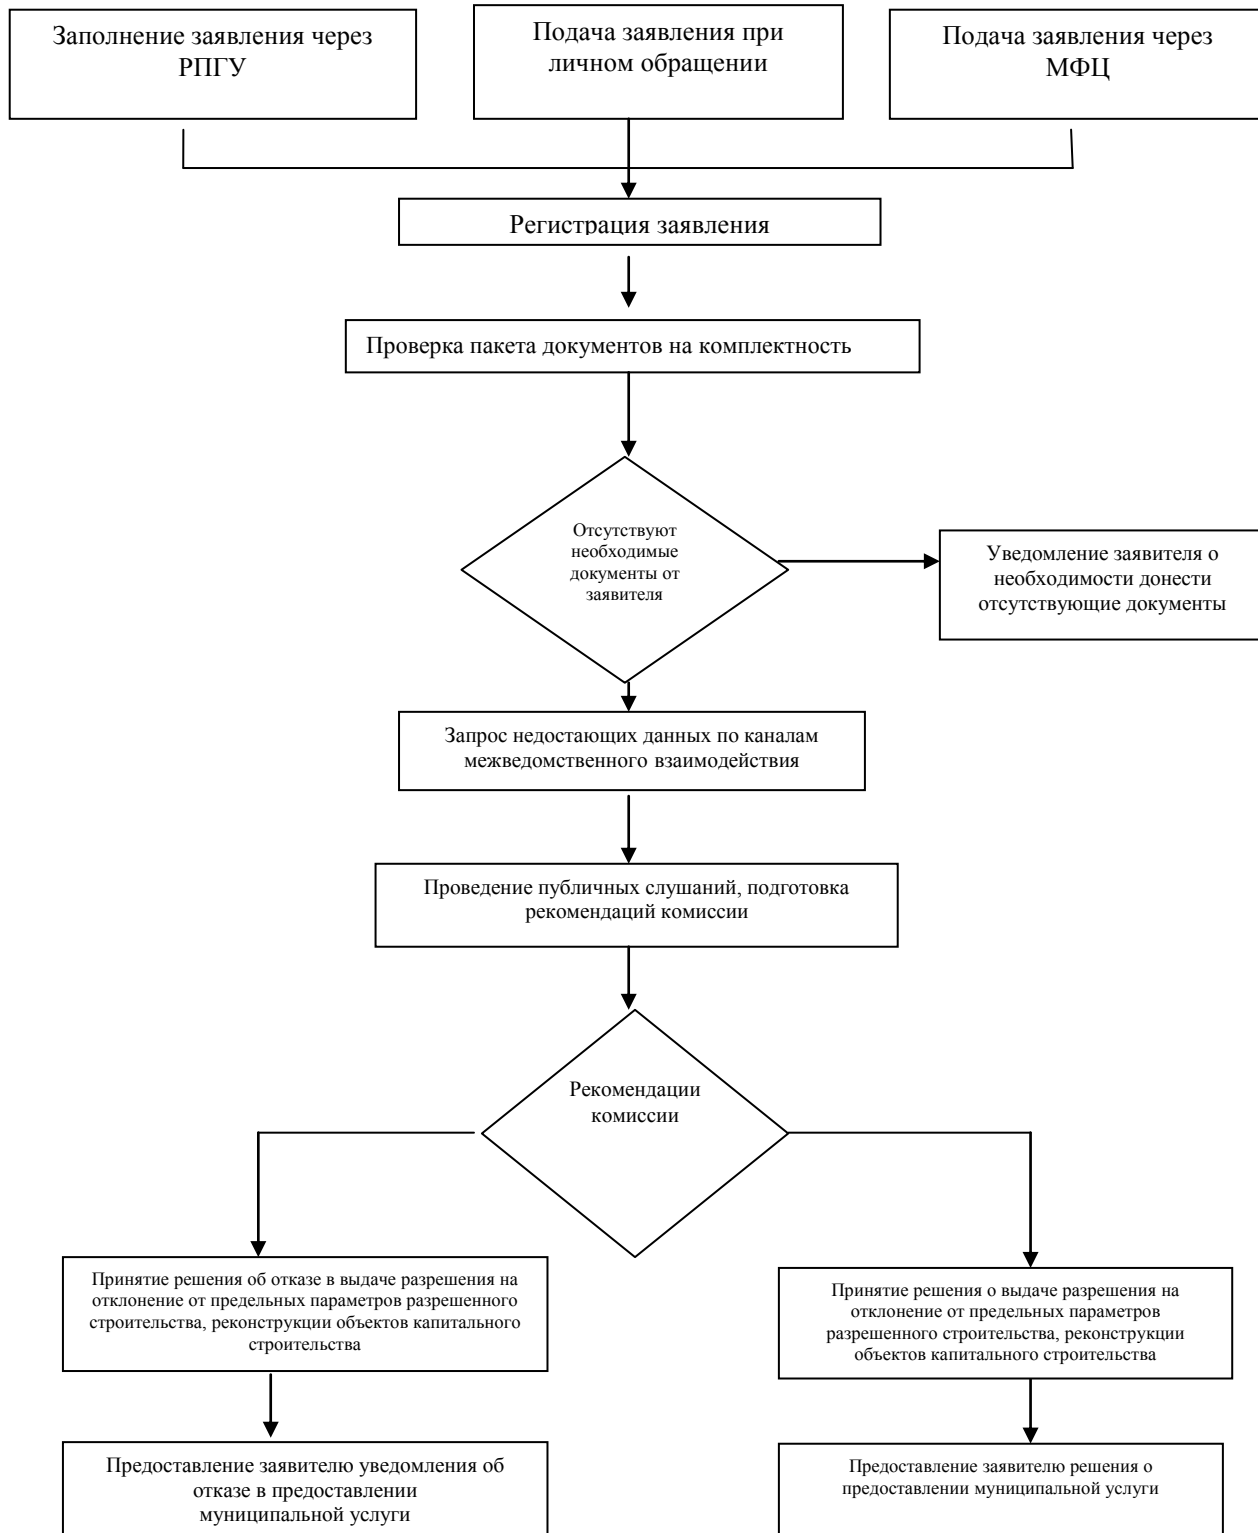 Заполнение заявления через
РПГУ
Подача заявления при
личном обращении
Подача заявления через
МФЦ
Регистрация заявления
Проверка пакета документов на комплектность
Отсутствуют
необходимые
документы от
заявителя
Уведомление заявителя о
необходимости донести
отсутствующие документы
Запрос недостающих данных по каналам
межведомственного взаимодействия
Проведение публичных слушаний, подготовка
рекомендаций комиссии
Рекомендации
комиссии
Принятие решения об отказе в выдаче разрешения на
отклонение от предельных параметров разрешенного
строительства, реконструкции объектов капитального
строительства
Принятие решения о выдаче разрешения на
отклонение от предельных параметров
разрешенного строительства, реконструкции
объектов капитального строительства
Предоставление заявителю уведомления об
отказе в предоставлении
муниципальной услуги
Предоставление заявителю решения о
предоставлении муниципальной услуги